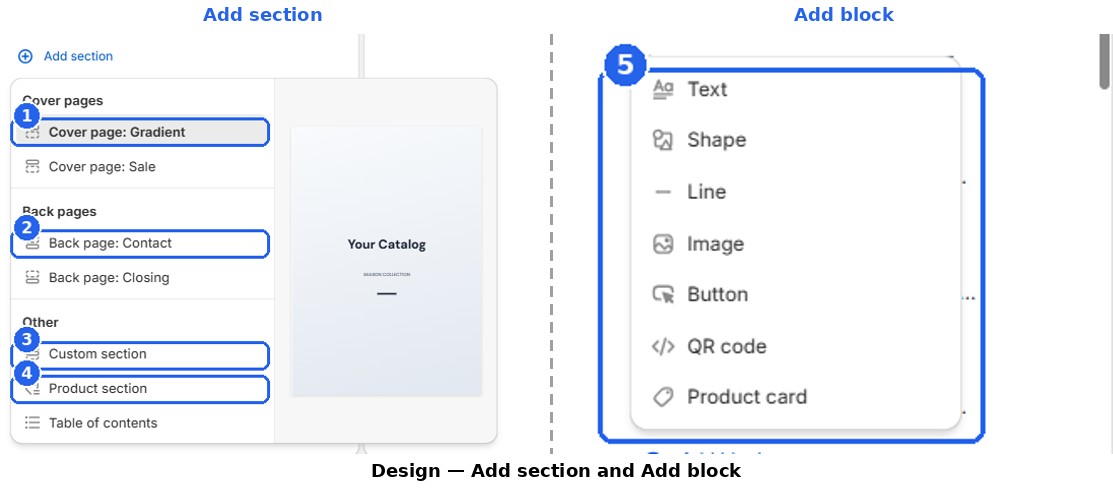 Add section
Add section
Cover pages
1
Cover page: Gradient
Cover page: Sale
Back pages
2
Back page: Contact
Back page: Closing
Other
3
Custom section
4
Product section
Table of contents
Your Catalog
SEASON COLLECTION
Add block
5
Aa Text
Shape
Line
Image
Button
QR code
Product card
Design — Add section and Add block